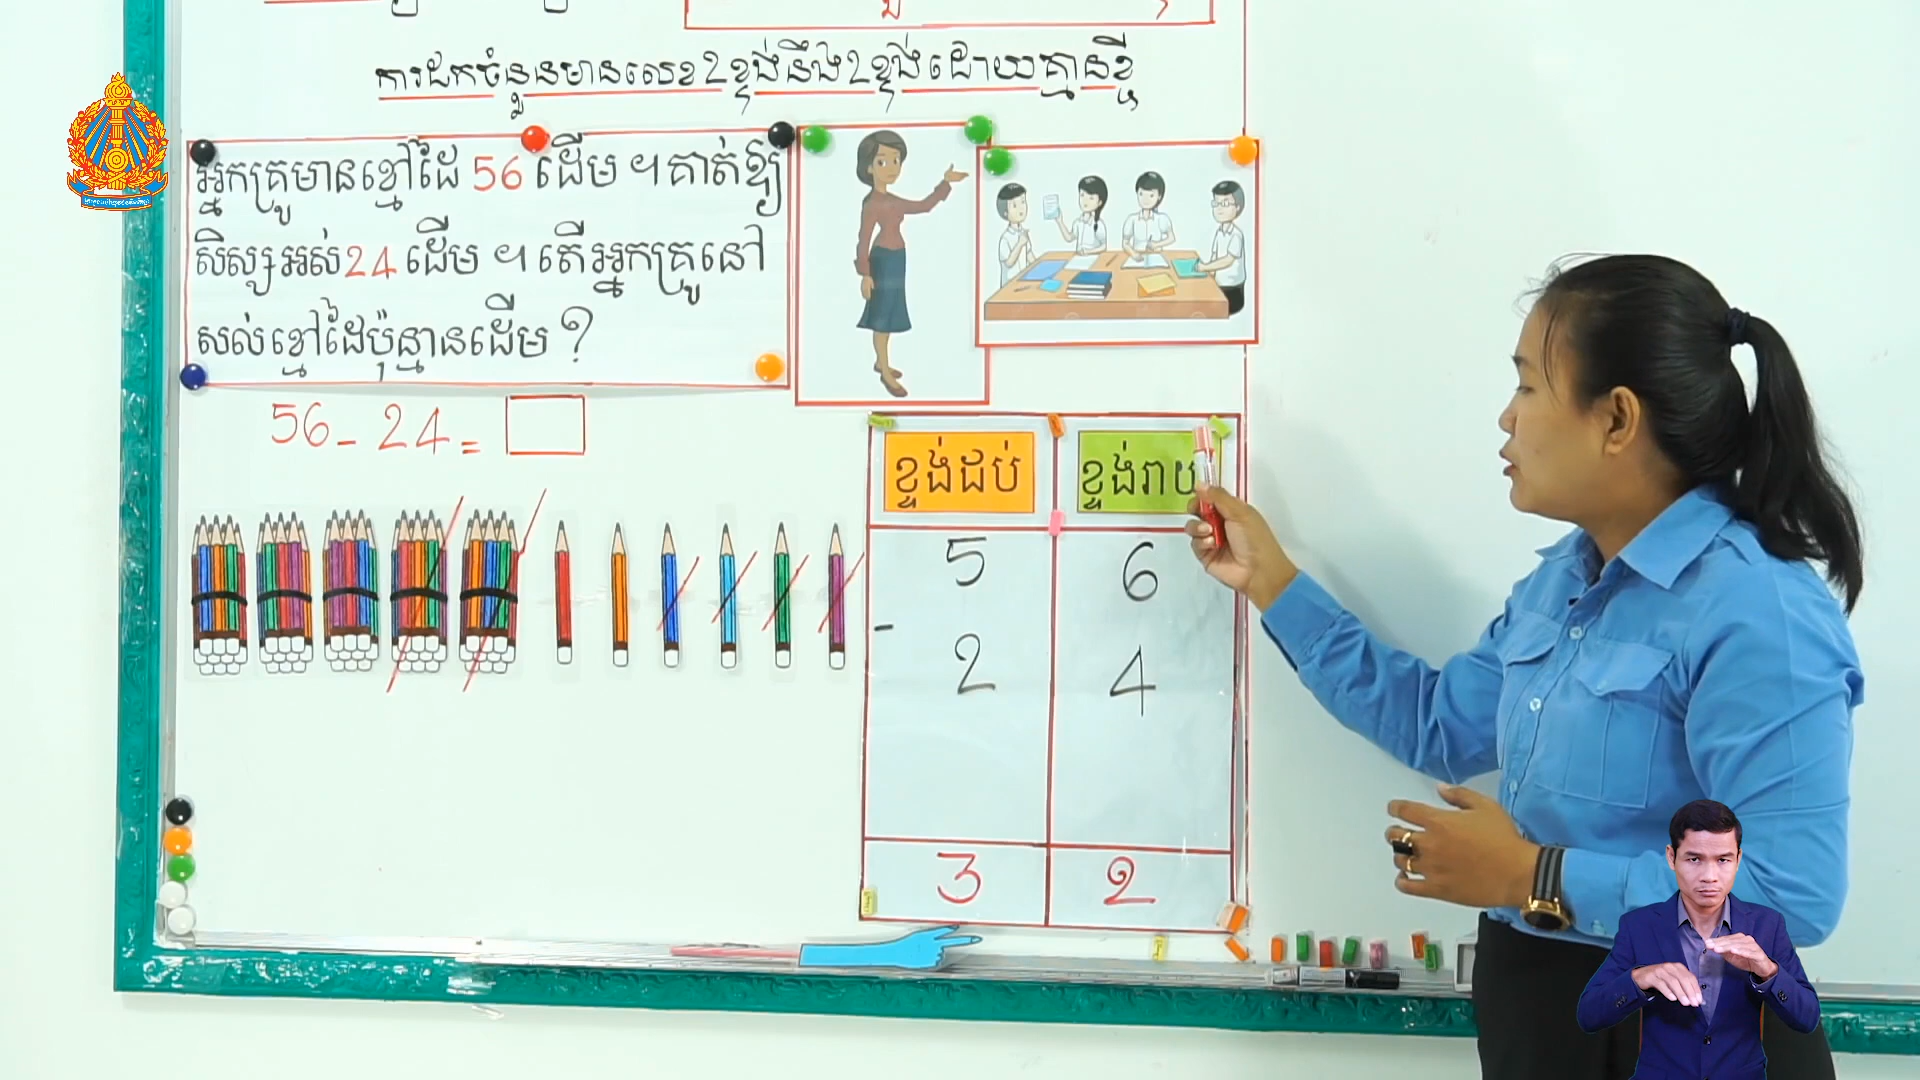 ការដកចំនួនមានលេខ2ខ្ទង់នឹង2ខ្ទង់ដោយគ្មានខ្ចី
អ្នកគ្រូមានខ្មៅដៃ 56 ដើម ។ គាត់ឱ្យ
សិស្សអស់24 ដើម ។ តើអ្នកគ្រូនៅ
សល់ខ្មៅដៃប៉ុន្មានដើម ?
56 - 24 =
ខ្ទង់ដប់ ខ្ទង់រាយ
5 6
-
2 4
3 2